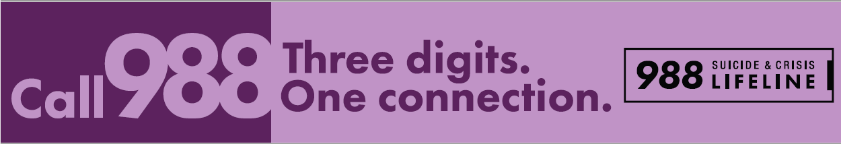 Call 988
Three digits.
One connection.
988 SUICIDE & CRISIS
LIFELINE